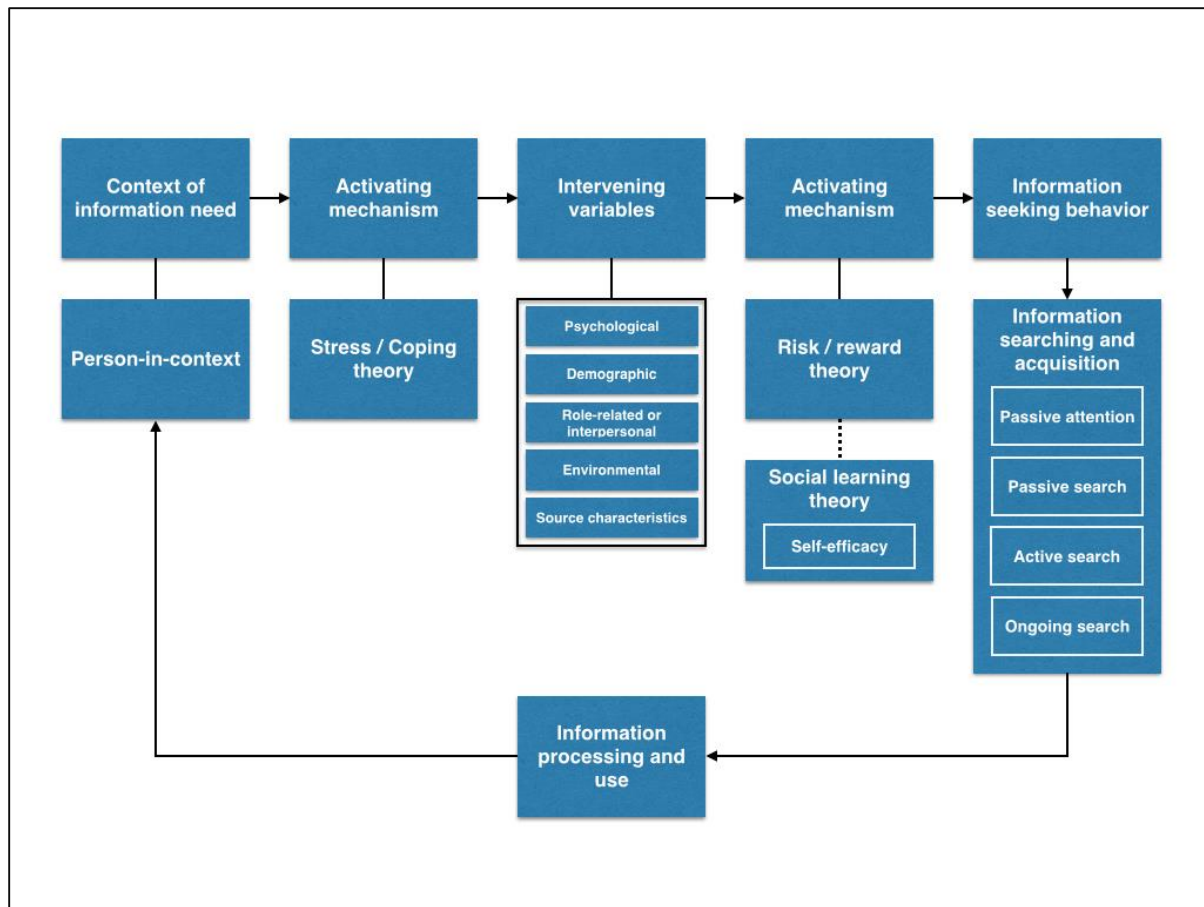 Context of
information need
Activating
mechanism
Intervening
variables
Activating
mechanism
Information
seeking behavior
Person-in-context
Stress / Coping
theory
Psychological
Demographic
Role-related or
interpersonal
Environmental
Source characteristics
Risk / reward
theory
Social learning
theory
Self-efficacy
Information
searching and
acquisition
Passive attention
Passive search
Active search
Ongoing search
Information
processing and
use